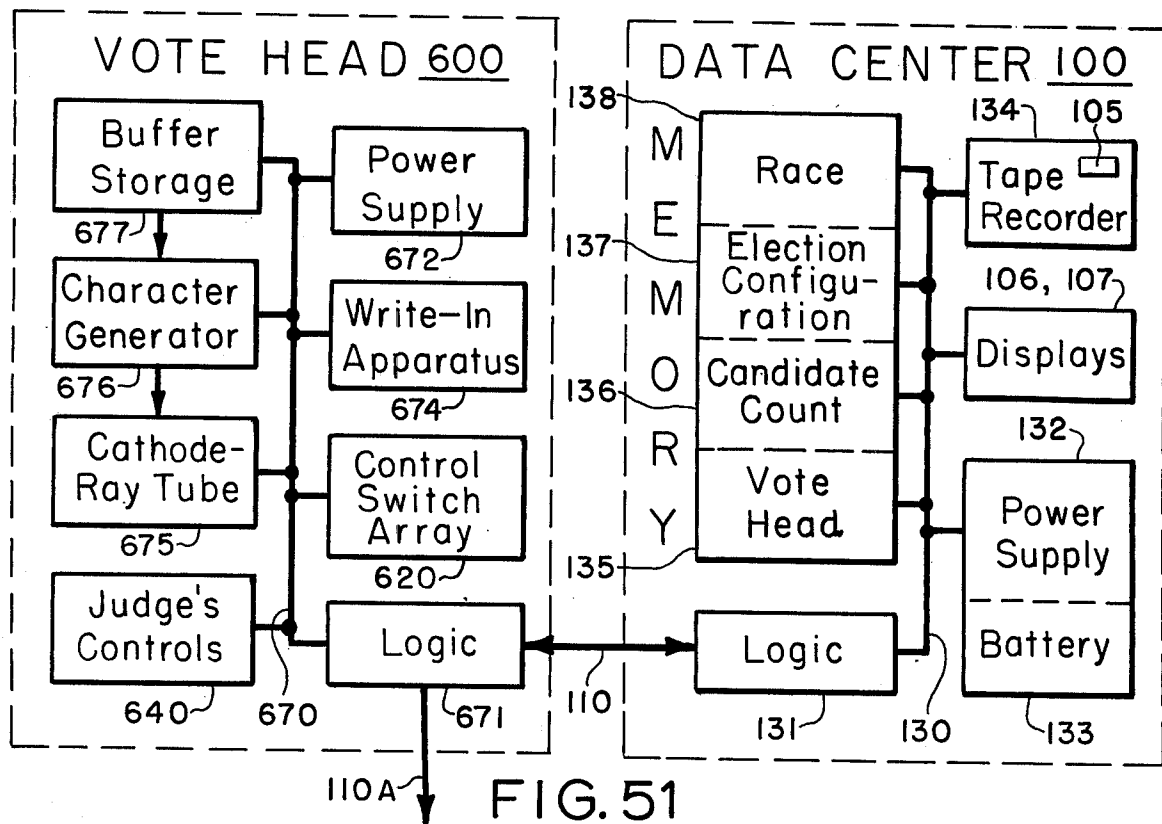 VOTE HEAD 600
Buffer
Storage
677
Power
Supply
672
Character
Generator
676
Write-In
Apparatus
674
Cathode-
Ray Tube
675
Control
Switch
Array
620
Judge's
Controls
640
670
Logic
671
110A
110
DATA CENTER 100
MEMORY
138
Race
137
Election
Configu-
ration
136
Candidate
Count
Vote
Head
135
Logic
131
130
134
105
Tape
Recorder
106, 107
Displays
132
Power
Supply
Battery
133
FIG. 51